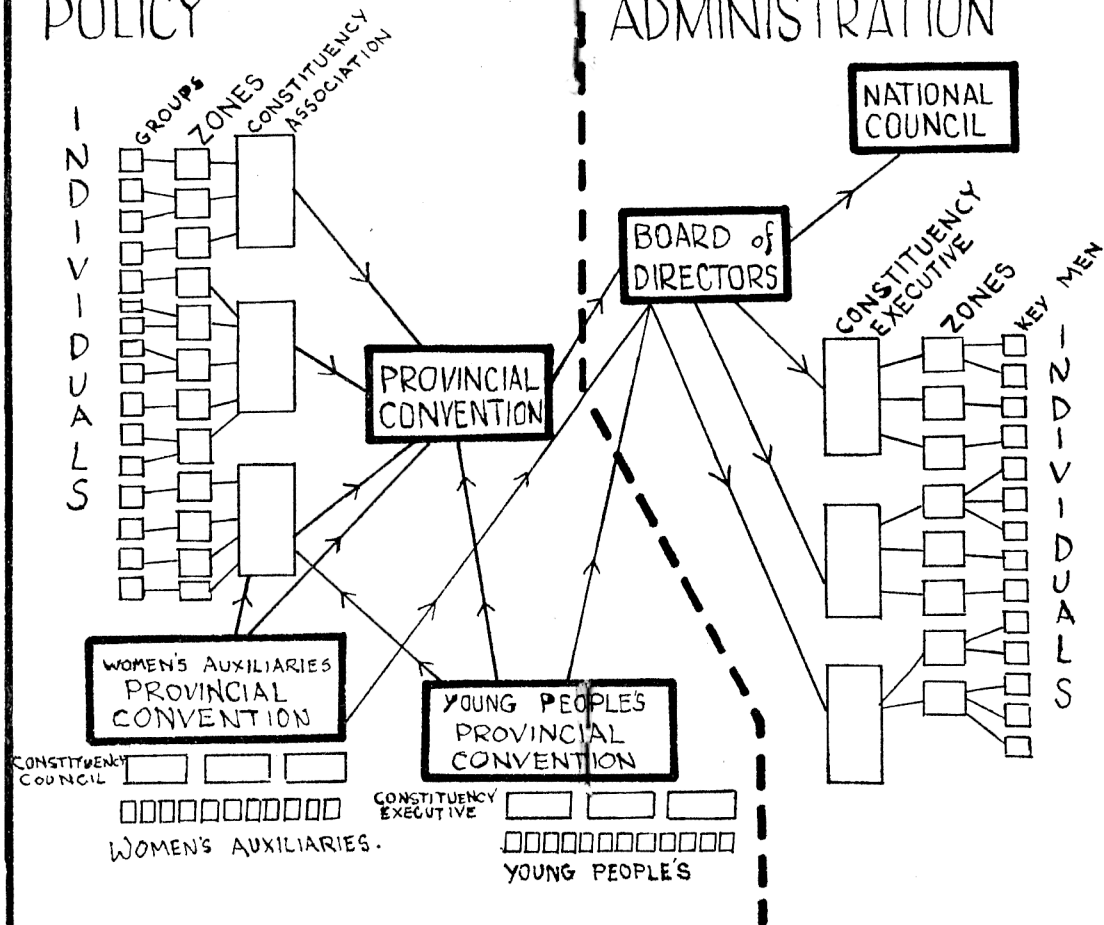 POLICY
ADMINISTRATION
INDIVIDUALS
GROUPS
ZONES
CONSTITUENCY
ASSOCIATION
NATIONAL
COUNCIL
BOARD of
DIRECTORS
CONSTITUENCY
EXECUTIVE
ZONES
KEY MEN
INDIVIDUALS
PROVINCIAL
CONVENTION
WOMEN'S AUXILIARIES
PROVINCIAL
CONVENTION
YOUNG PEOPLE'S
PROVINCIAL
CONVENTION
CONSTITUENCY
COUNCIL
WOMEN'S AUXILIARIES.
CONSTITUENCY
EXECUTIVE
YOUNG PEOPLE'S